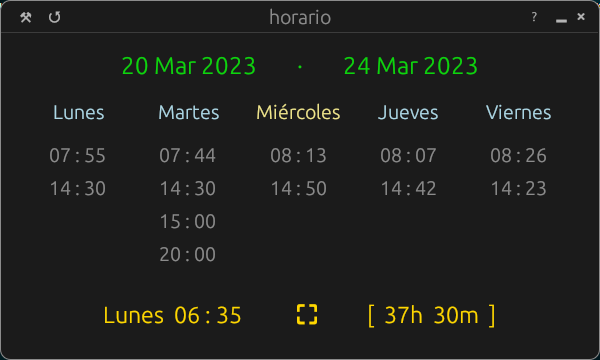 horario ?
20 Mar 2023 · 24 Mar 2023
Lunes Martes Miércoles Jueves Viernes
07:55 07:44 08:13 08:07 08:26
14:30 14:30 14:50 14:42 14:23
15:00
20:00
Lunes 06:35 [ 37h 30m ]